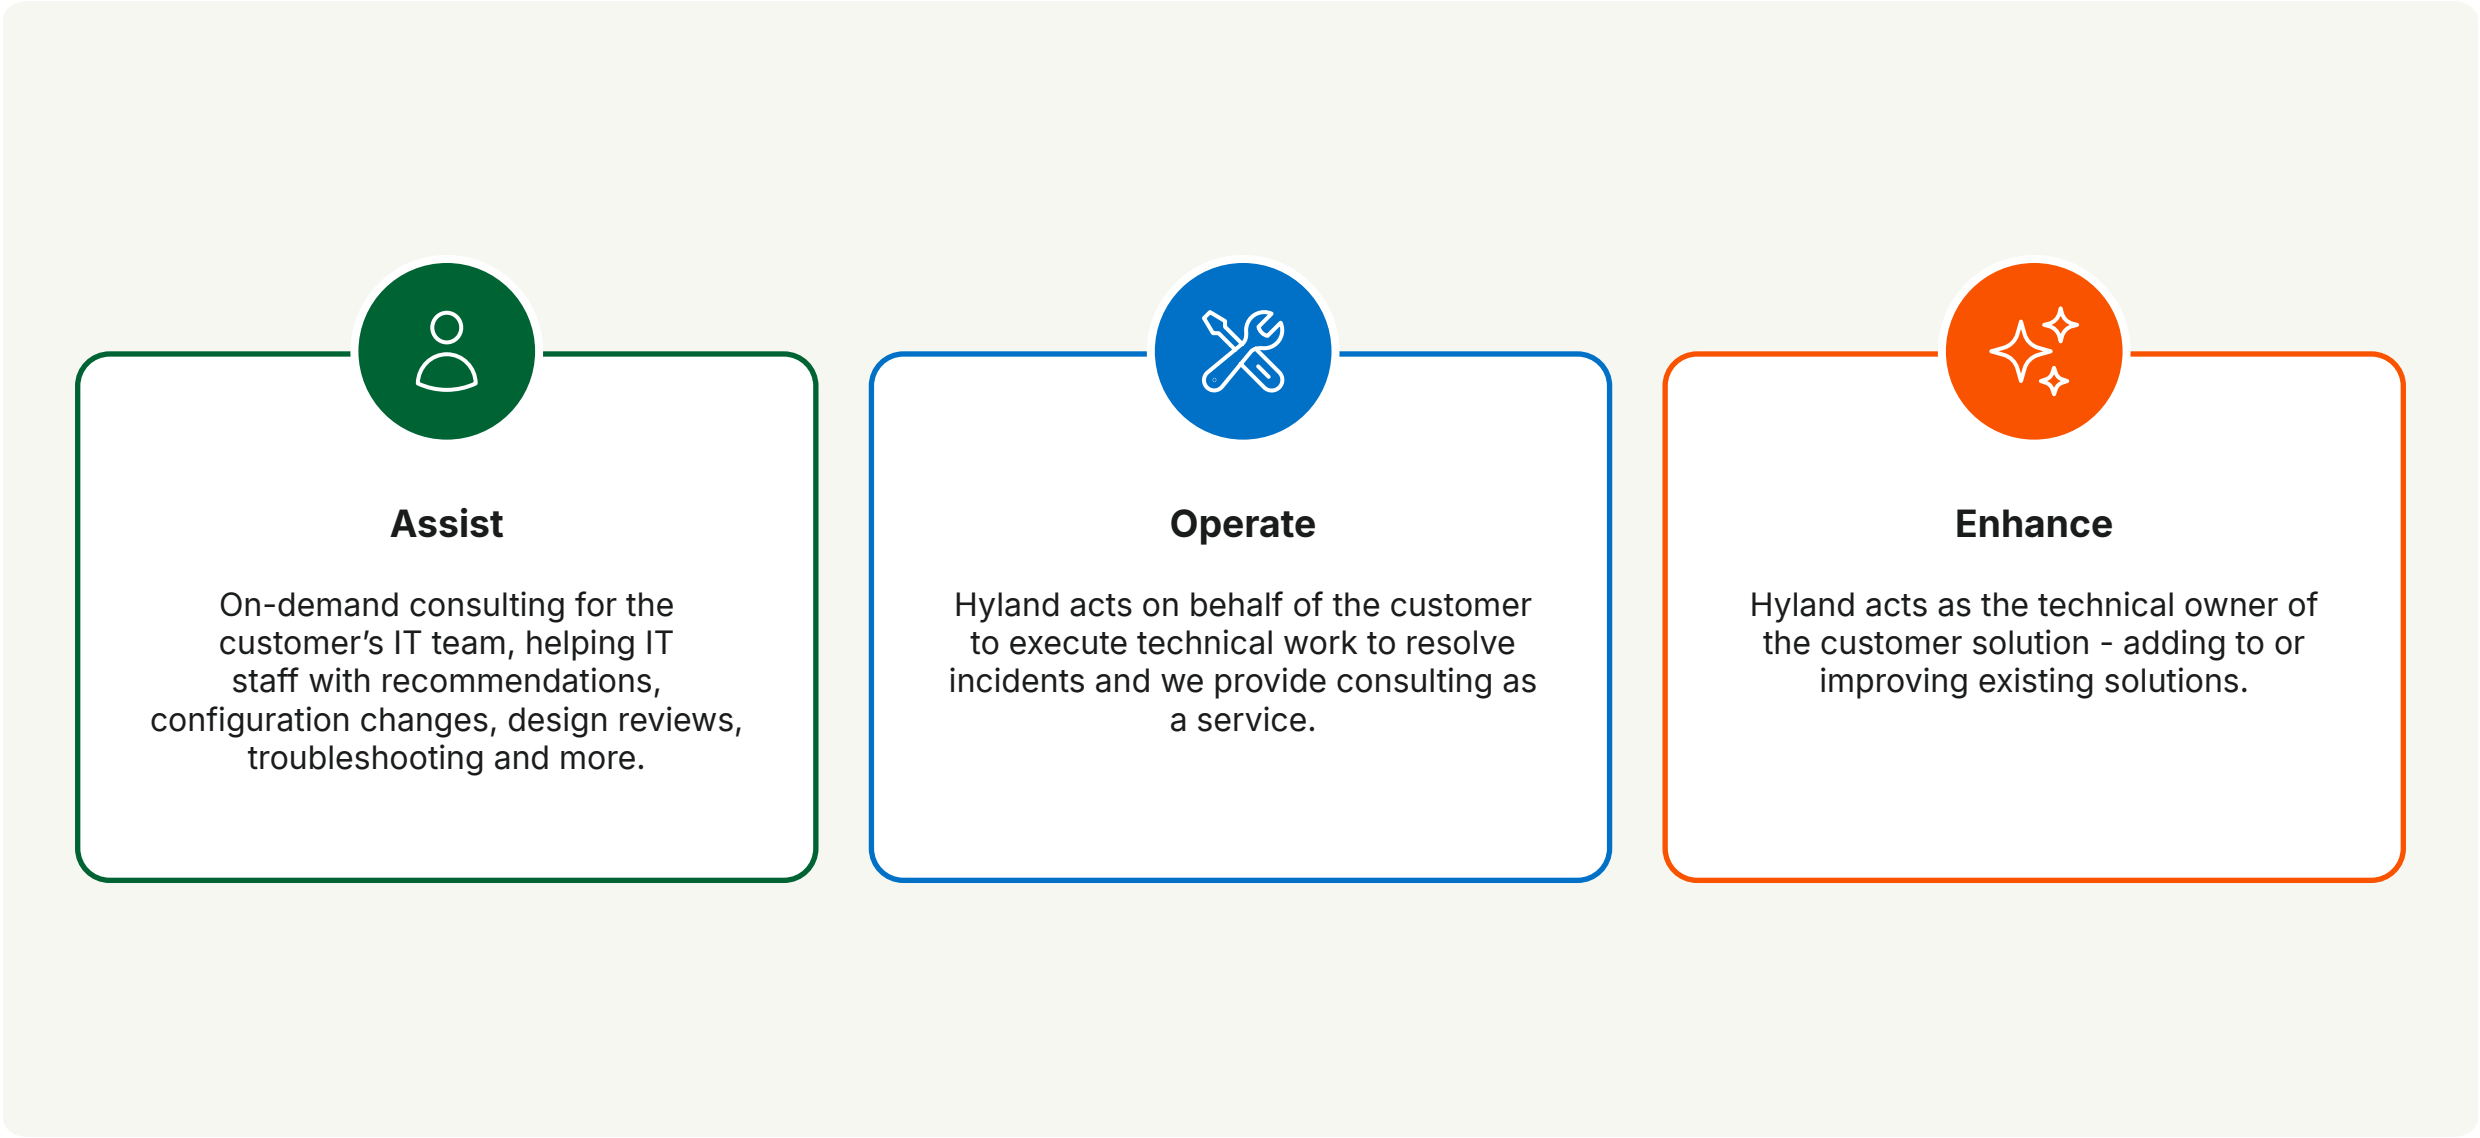 Assist
On-demand consulting for the
customer’s IT team, helping IT
staff with recommendations,
configuration changes, design reviews,
troubleshooting and more.
Operate
Hyland acts on behalf of the customer
to execute technical work to resolve
incidents and we provide consulting as
a service.
Enhance
Hyland acts as the technical owner of
the customer solution - adding to or
improving existing solutions.